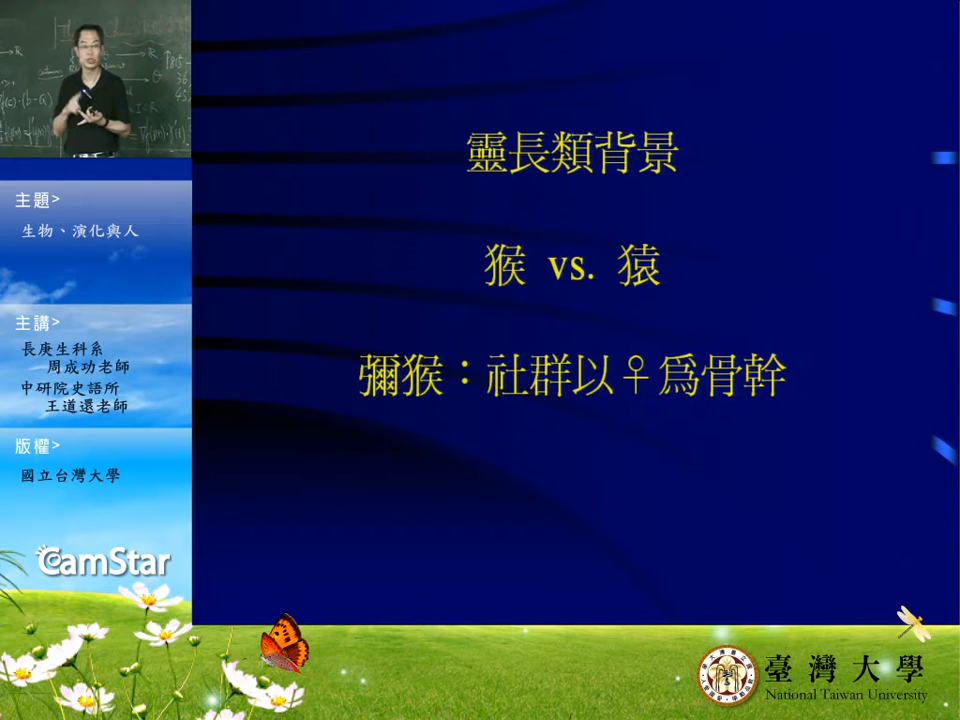 主題>
生物、演化與人
主講>
長庚生科系
周成功老師
中研院史語所
王道還老師
版權>
國立台灣大學
CamStar
靈長類背景
猴 vs. 猿
獼猴：社群以♀為骨幹
臺灣大學
National Taiwan University